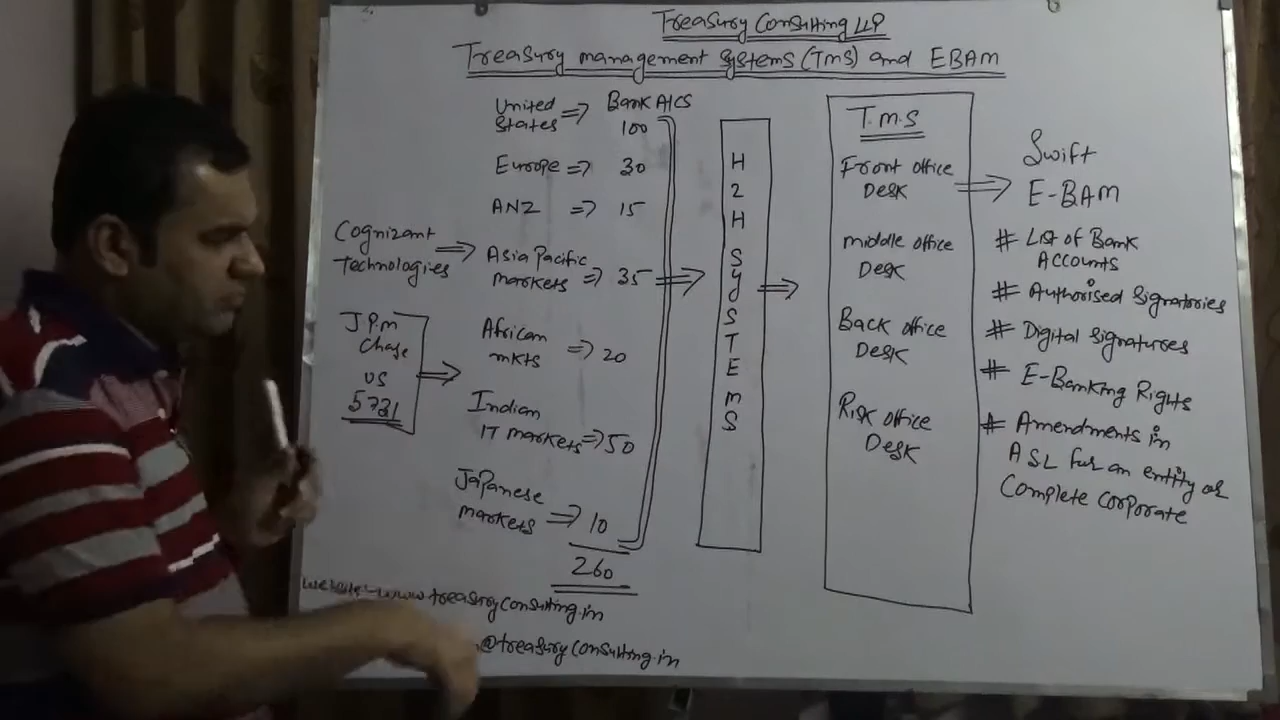 Treasury Consulting LLP
Treasury management Systems (TMS) and EBAM
Cognizant
Technologies
J.P.M
Chase
US
5731
Bank A/CS
United
States => 100
Europe => 30
ANZ => 15
Asia Pacific
markets => 35
African
mkts => 20
Indian
IT markets => 50
Japanese
markets => 10
260
H
2
H
S
y
S
T
E
m
S
T.M.S
Front office
Desk
middle office
Desk
Back office
Desk
Risk office
Desk
Swift
E-BAM
# List of Bank
Accounts
# Authorised Signatories
# Digital Signatures
# E-Banking Rights
# Amendments in
ASL for an entity or
Complete Corporate
website:-www.treasuryconsulting.in
@treasuryconsulting.in